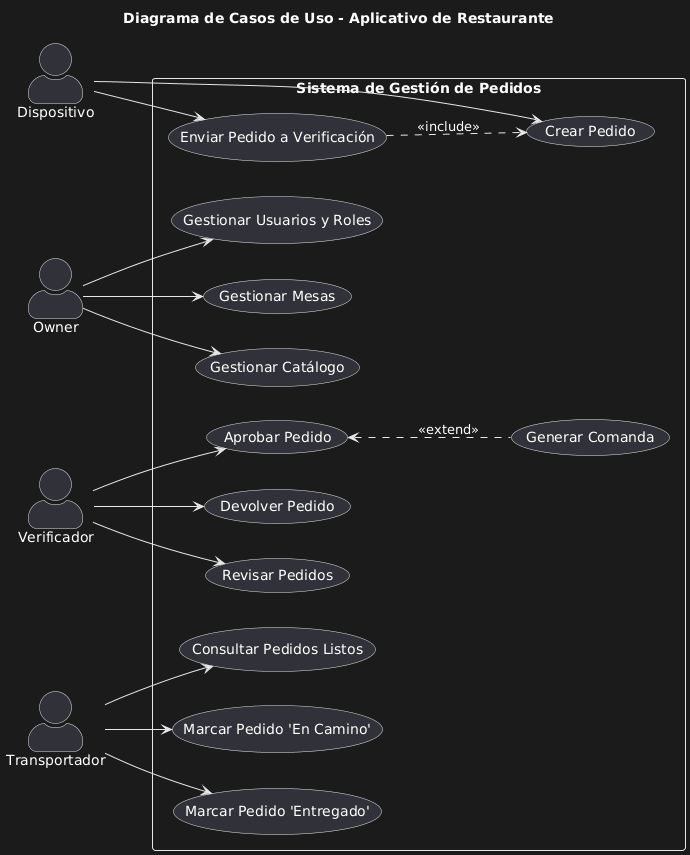 Diagrama de Casos de Uso - Aplicativo de Restaurante
Sistema de Gestión de Pedidos
Dispositivo
Enviar Pedido a Verificación
«include»
Crear Pedido
Gestionar Usuarios y Roles
Owner
Gestionar Mesas
Gestionar Catálogo
Aprobar Pedido
«extend»
Generar Comanda
Verificador
Devolver Pedido
Revisar Pedidos
Consultar Pedidos Listos
Transportador
Marcar Pedido 'En Camino'
Marcar Pedido 'Entregado'